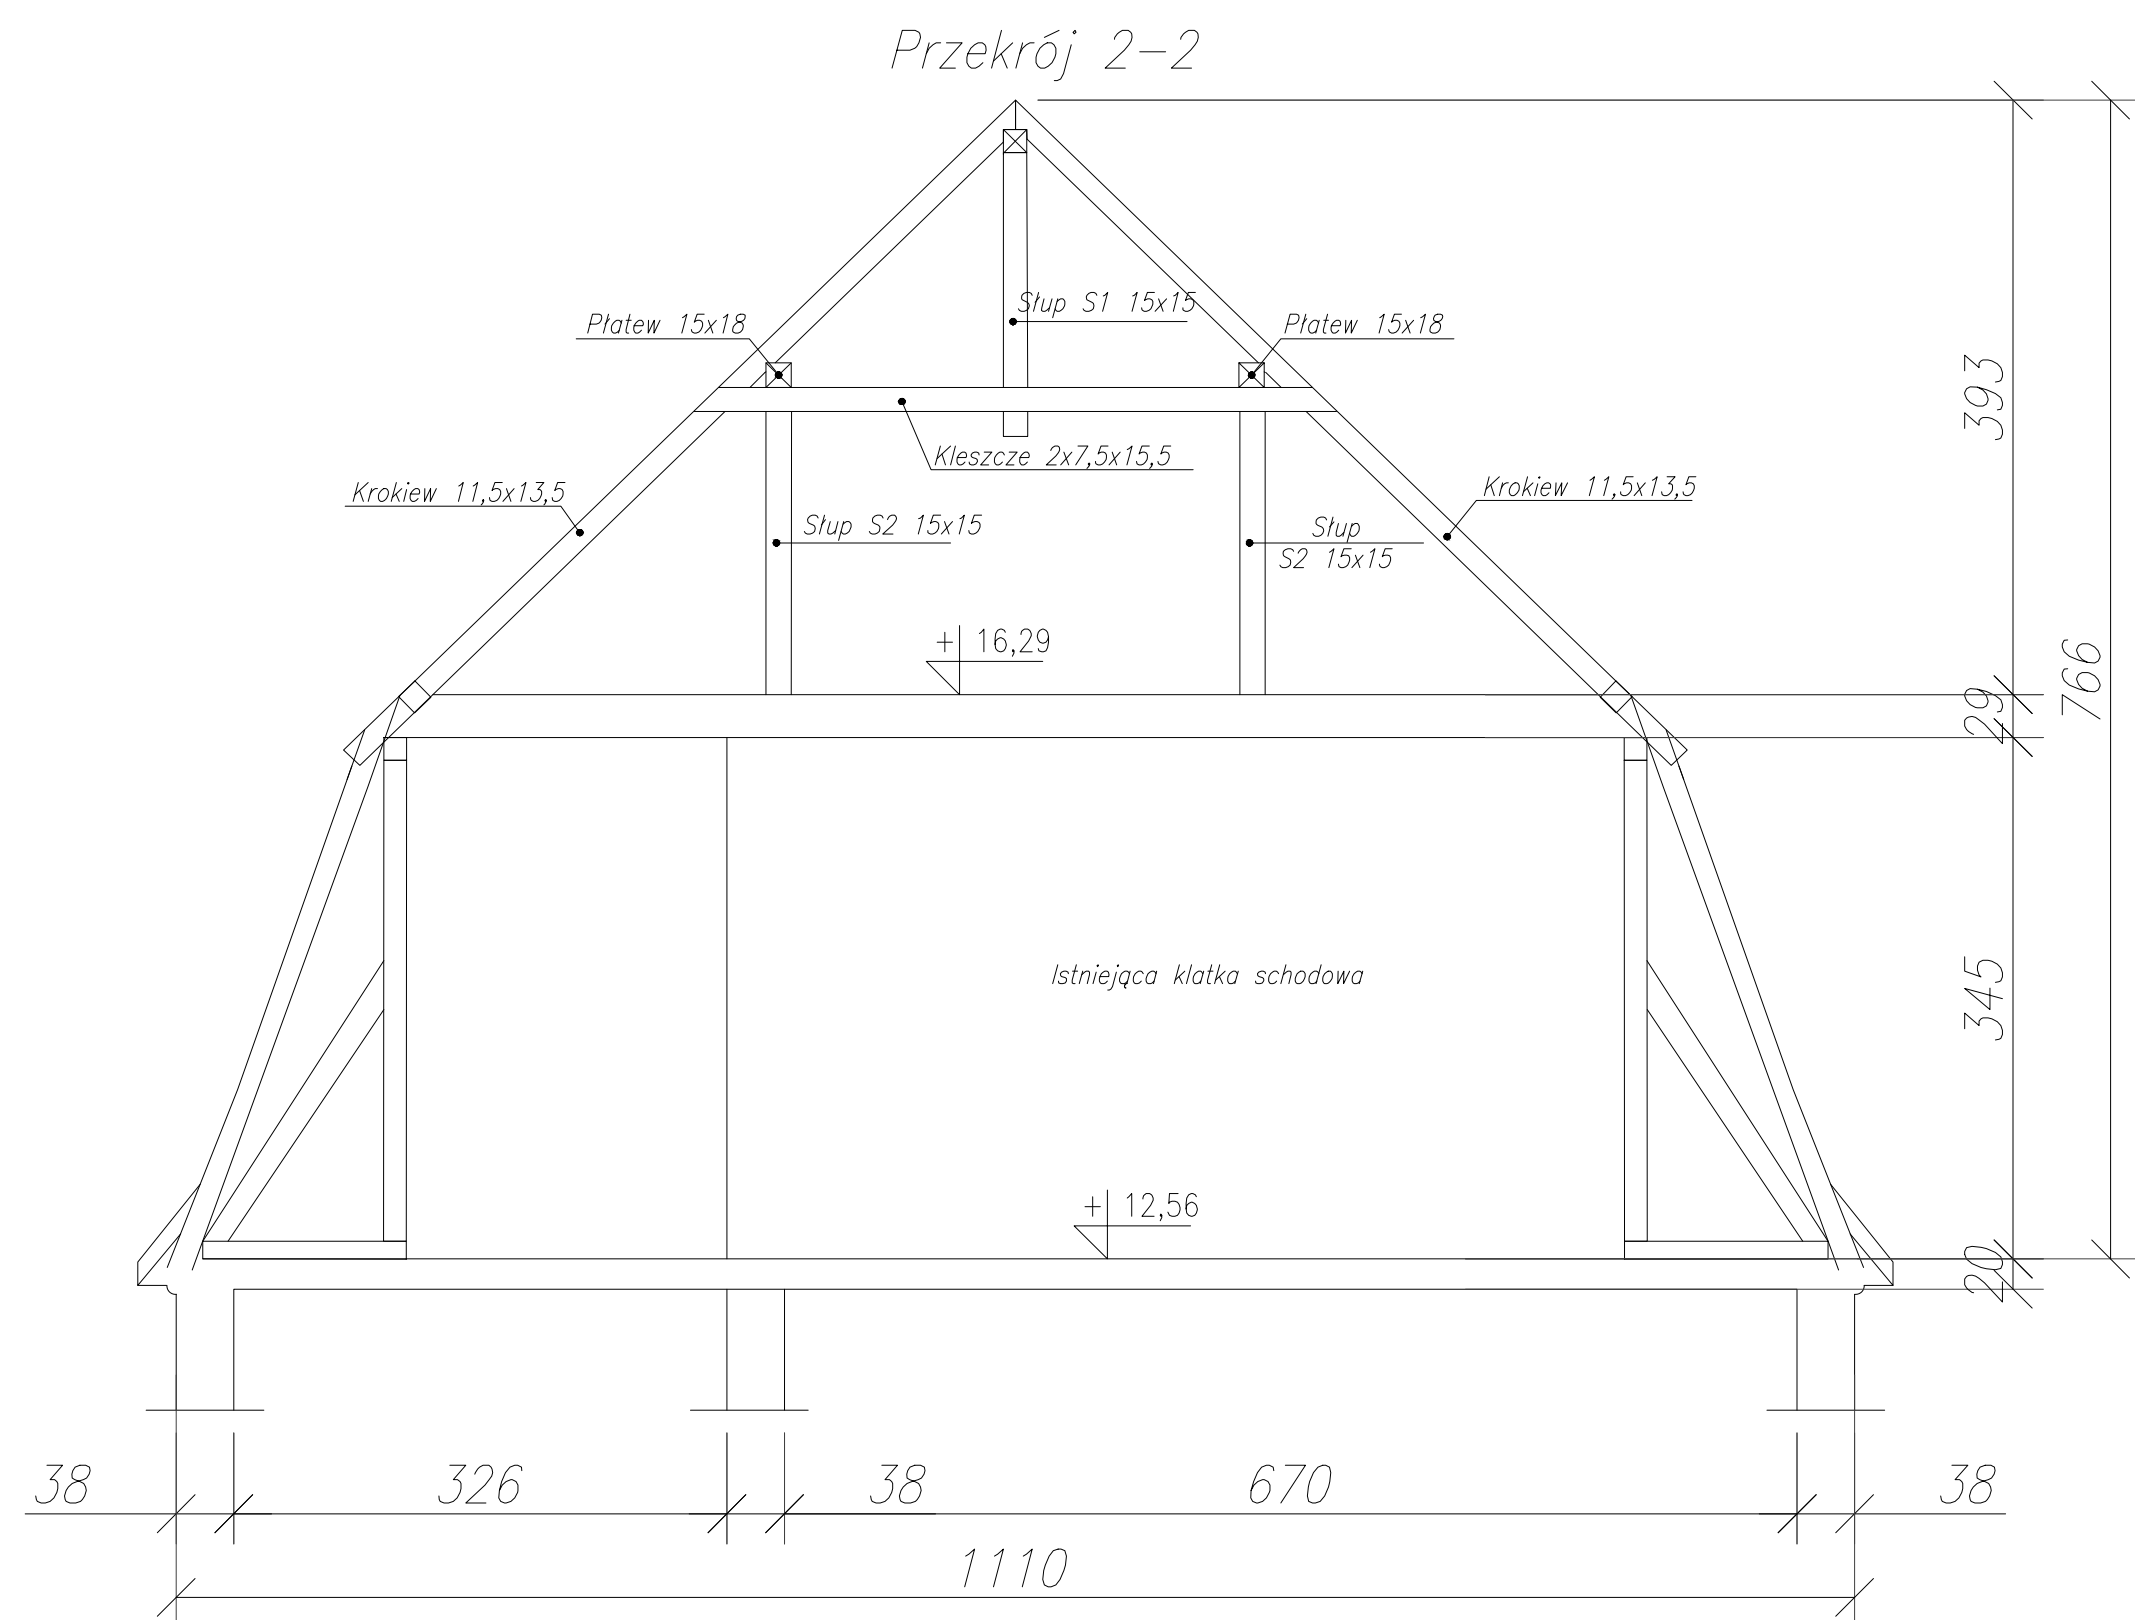 Przekrój 2-2
Słup S1 15x15
Płatew 15x18
Płatew 15x18
393
Kleszcze 2x7,5x15,5
Krokiew 11,5x13,5
Krokiew 11,5x13,5
Słup S2 15x15
Słup
S2 15x15
+ 16,29
766
29
Istniejąca klatka schodowa
345
+ 12,56
20
38
326
38
670
38
1110